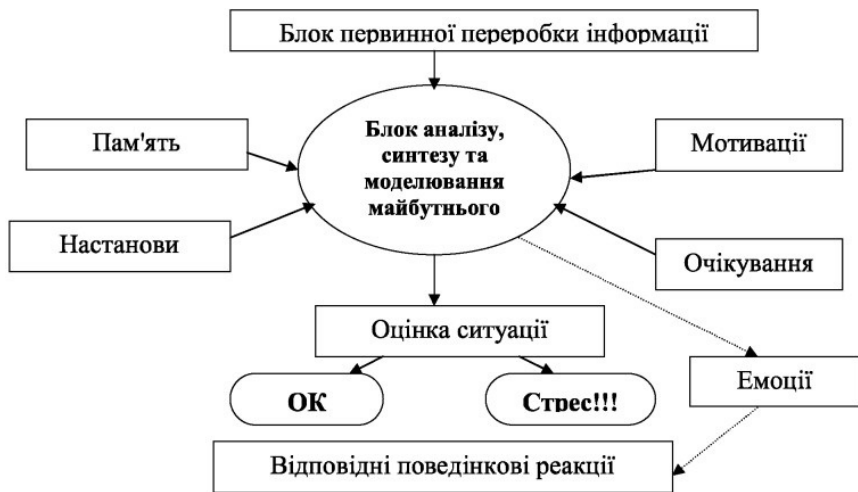 Блок первинної переробки інформації
Блок аналізу,
синтезу та
моделювання
майбутнього
Пам'ять
Мотивації
Настанови
Очікування
Оцінка ситуації
ОК
Стрес!!!
Емоції
Відповідні поведінкові реакції